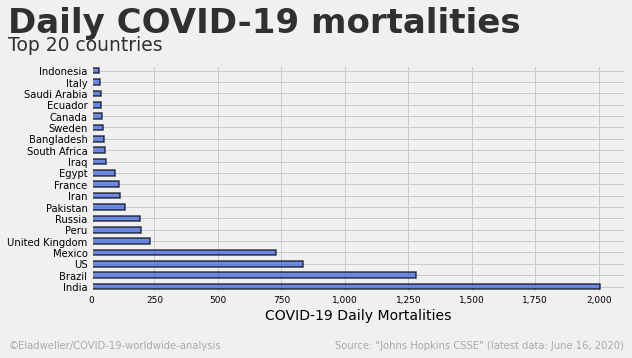 Daily COVID-19 mortalities
Top 20 countries
Indonesia
Italy
Saudi Arabia
Ecuador
Canada
Sweden
Bangladesh
South Africa
Iraq
Egypt
France
Iran
Pakistan
Russia
Peru
United Kingdom
Mexico
US
Brazil
India
0 250 500 750 1,000 1,250 1,500 1,750 2,000
COVID-19 Daily Mortalities
©Eladweller/COVID-19-worldwide-analysis
Source: "Johns Hopkins CSSE" (latest data: June 16, 2020)